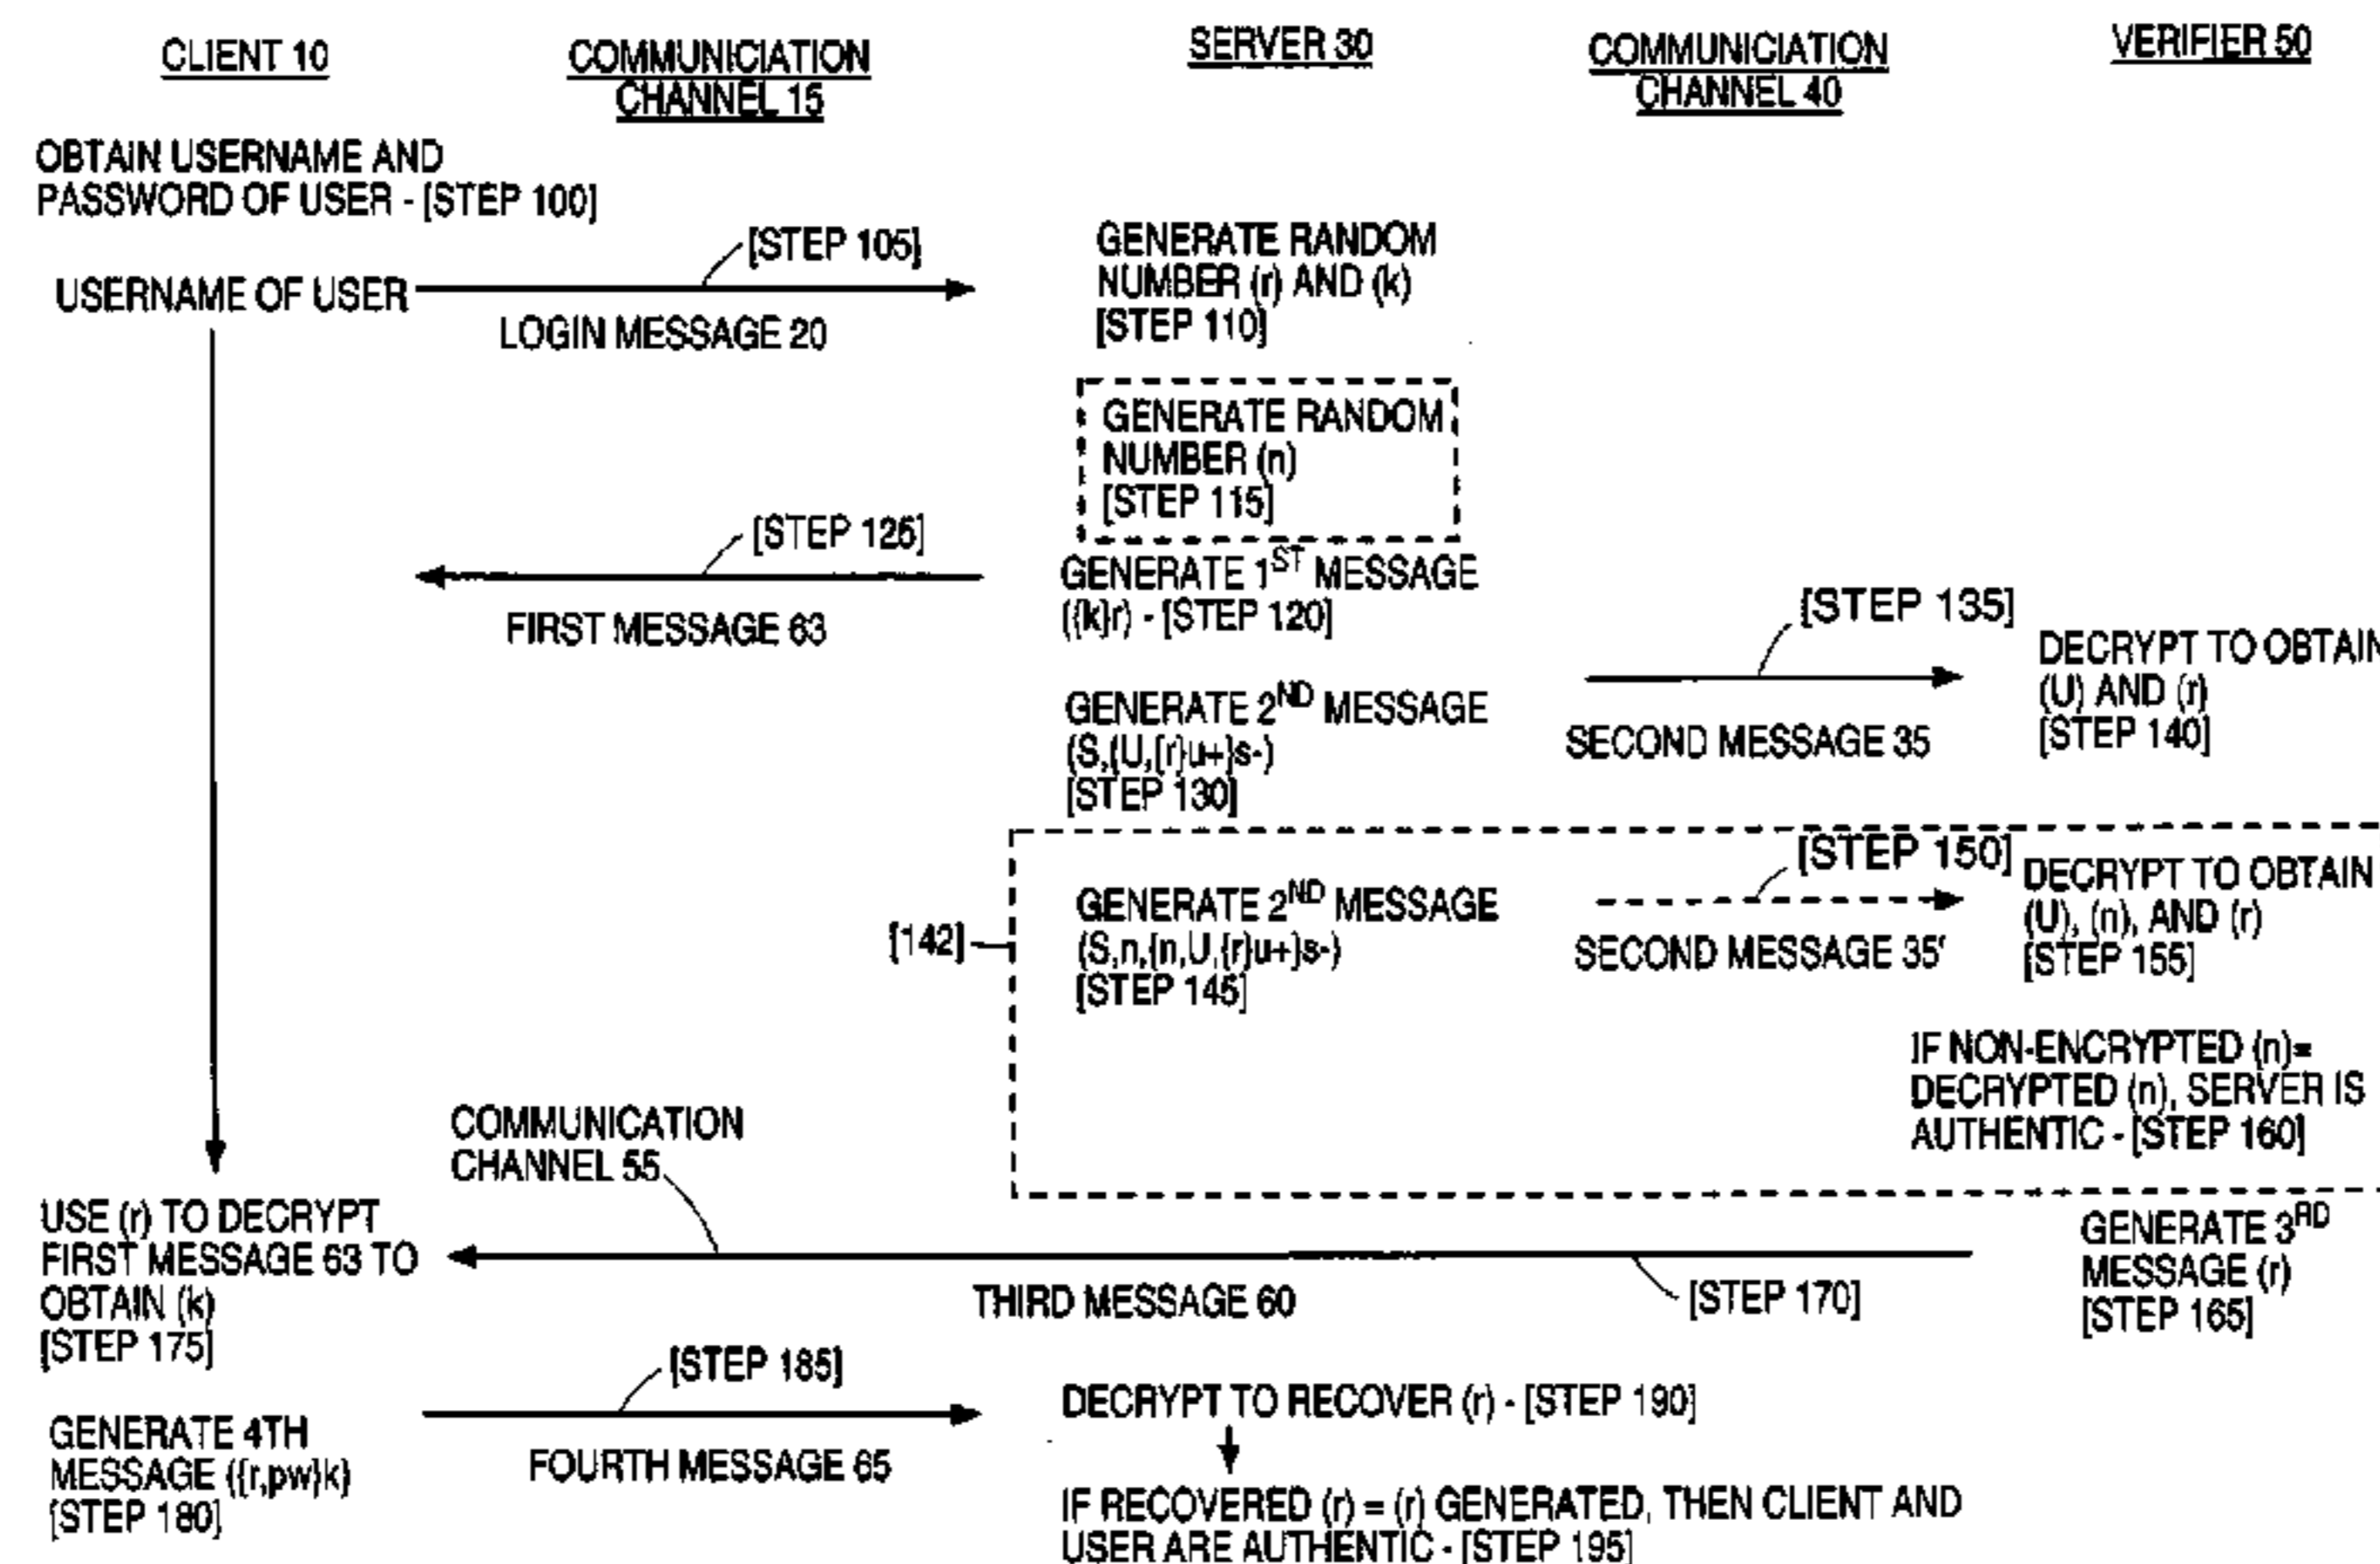 CLIENT 10
COMMUNICIATION
CHANNEL 15
SERVER 30
COMMUNICIATION
CHANNEL 40
VERIFIER 50
OBTAIN USERNAME AND
PASSWORD OF USER - [STEP 100]
[STEP 105]
USERNAME OF USER
LOGIN MESSAGE 20
GENERATE RANDOM
NUMBER (r) AND (k)
[STEP 110]
GENERATE RANDOM
NUMBER (n)
[STEP 115]
[STEP 125]
FIRST MESSAGE 63
GENERATE 1ST MESSAGE
({k}r) - [STEP 120]
[STEP 135]
SECOND MESSAGE 35
DECRYPT TO OBTAIN
(U) AND (r)
[STEP 140]
GENERATE 2ND MESSAGE
(S,{U,{r}u+}s-)
[STEP 130]
[142]
GENERATE 2ND MESSAGE
(S,n,{n,U,{r}u+}s-)
[STEP 145]
[STEP 150]
SECOND MESSAGE 35'
DECRYPT TO OBTAIN
(U), (n), AND (r)
[STEP 155]
IF NON-ENCRYPTED (n)=
DECRYPTED (n), SERVER IS
AUTHENTIC - [STEP 160]
COMMUNICATION
CHANNEL 55
USE (r) TO DECRYPT
FIRST MESSAGE 63 TO
OBTAIN (k)
[STEP 175]
THIRD MESSAGE 60
[STEP 170]
GENERATE 3RD
MESSAGE (r)
[STEP 165]
[STEP 185]
GENERATE 4TH
MESSAGE ({r,pw}k)
[STEP 180]
FOURTH MESSAGE 65
DECRYPT TO RECOVER (r) - [STEP 190]
IF RECOVERED (r) = (r) GENERATED, THEN CLIENT AND
USER ARE AUTHENTIC - [STEP 195]